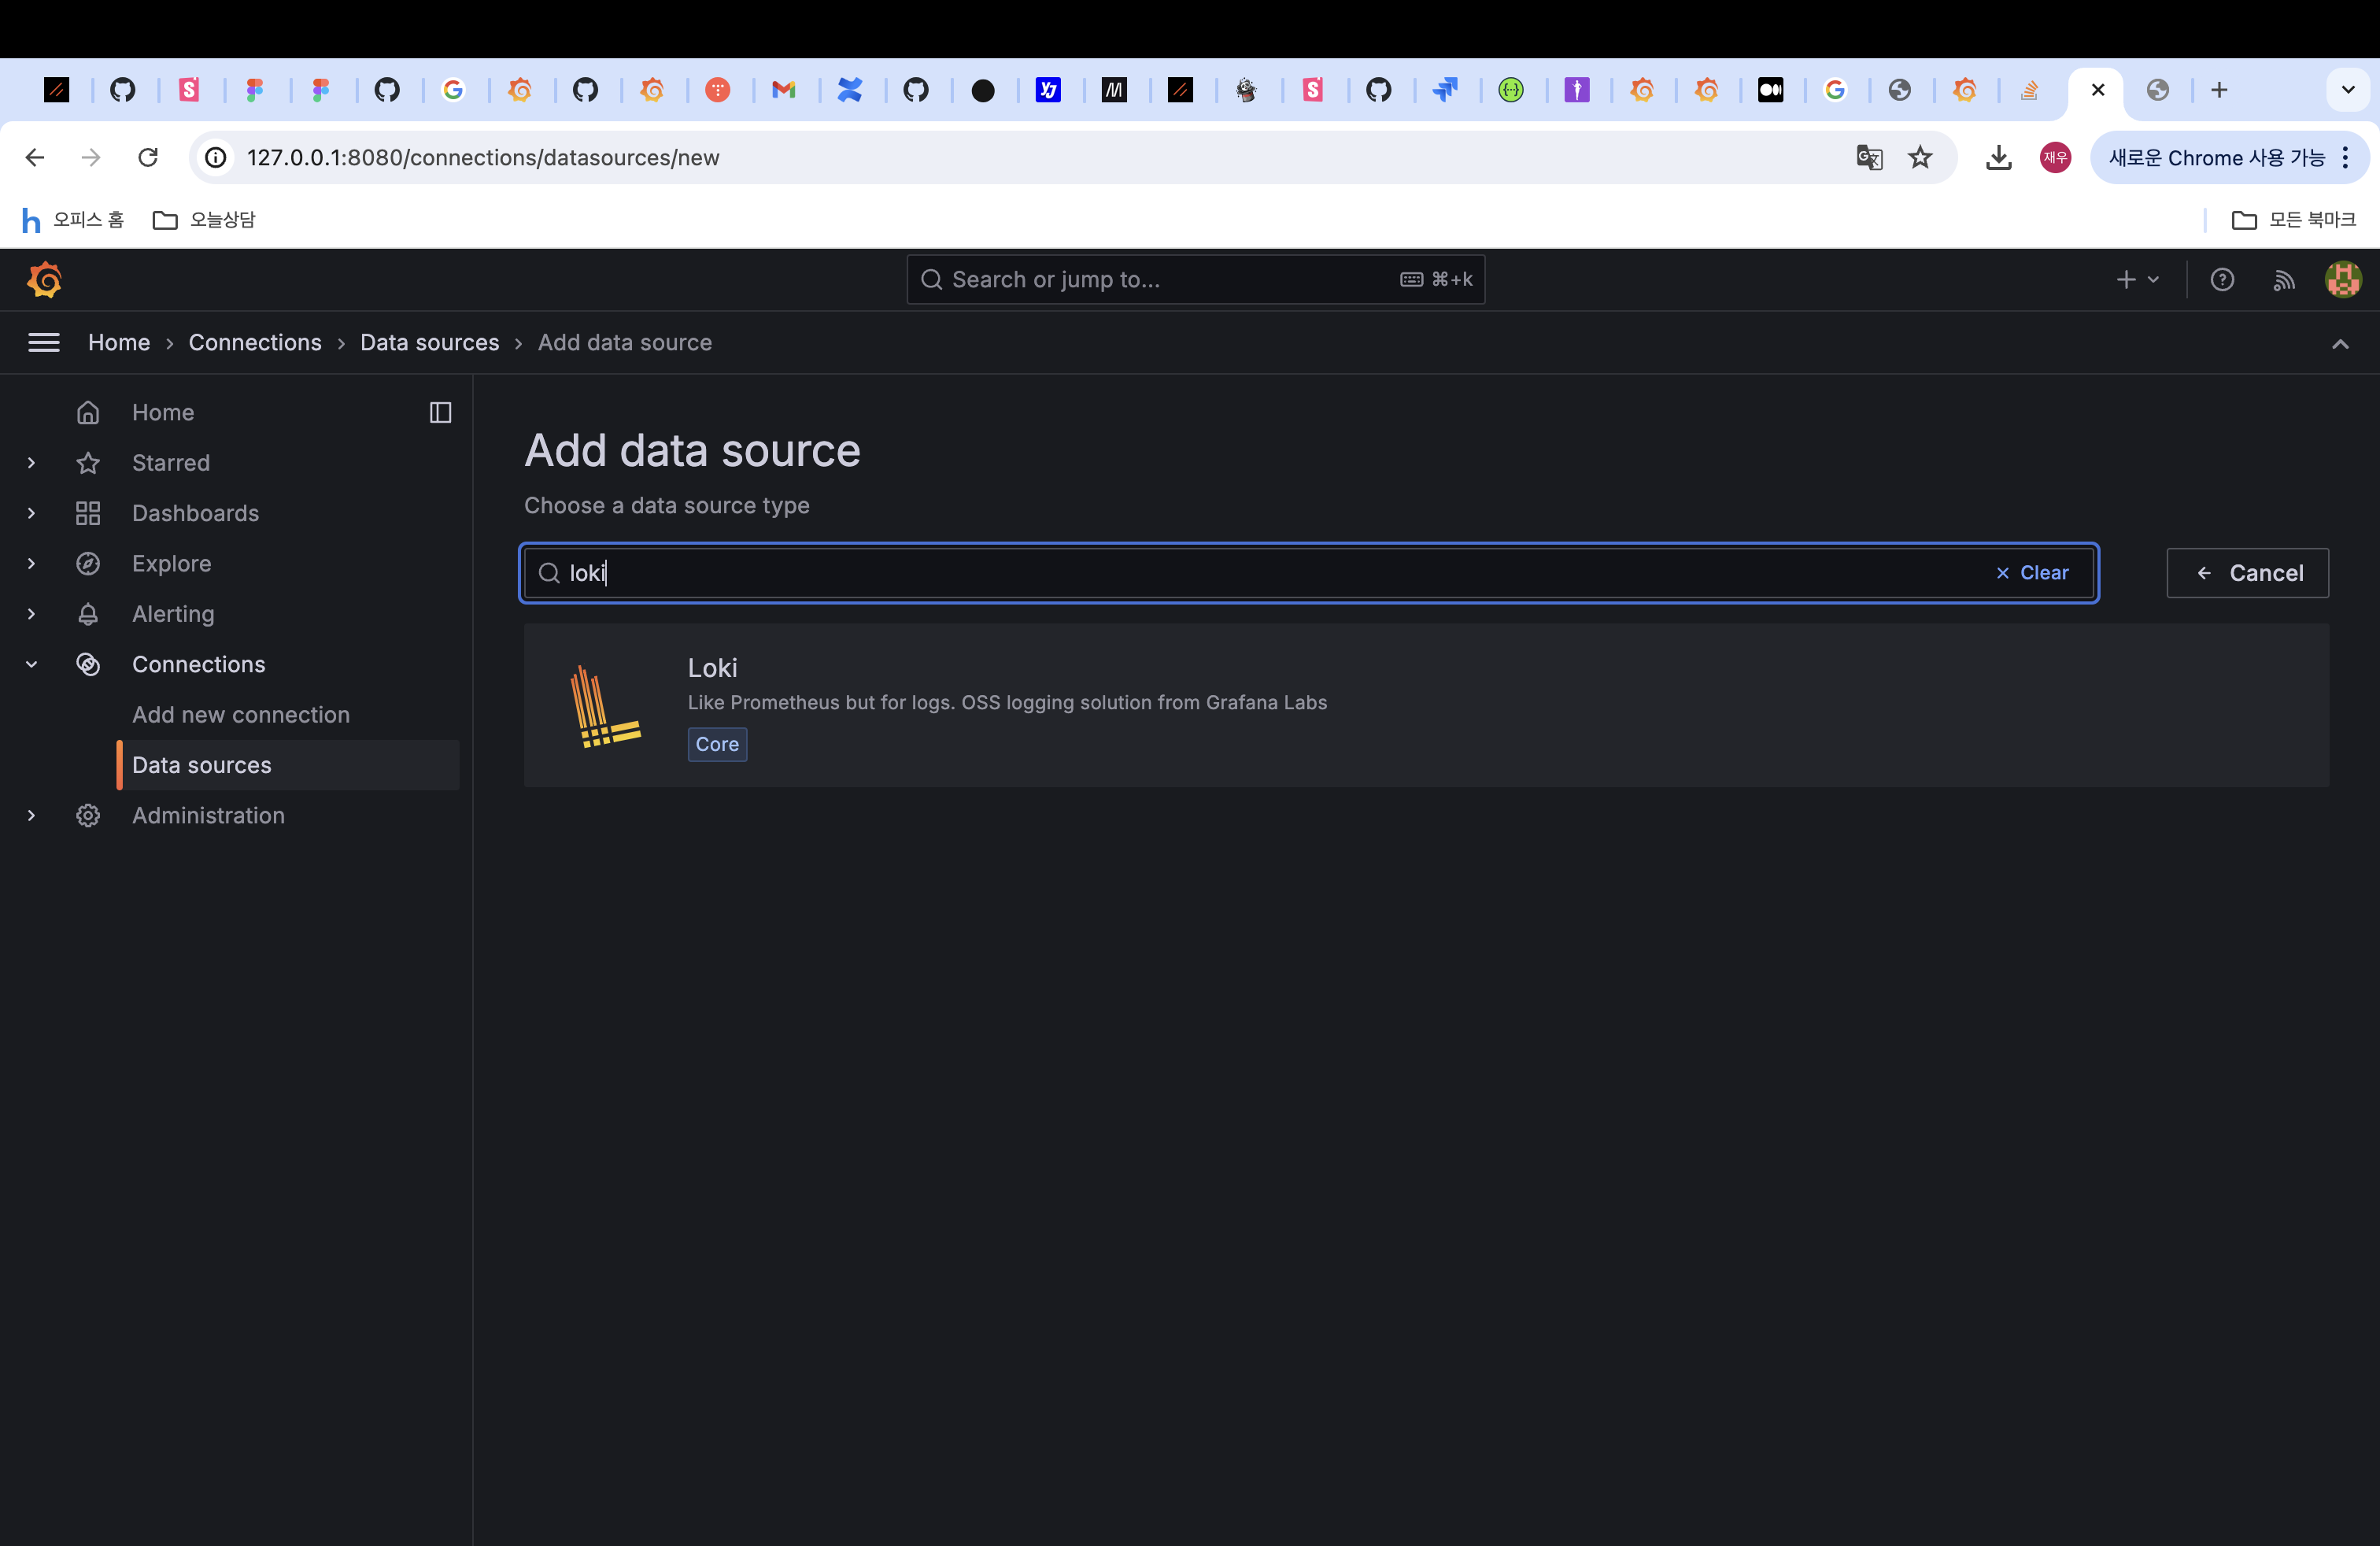 127.0.0.1:8080/connections/datasources/new
재우
새로운 Chrome 사용 가능
오피스 홈
오늘상담
모든 북마크
Search or jump to...
⌘+k
Home › Connections › Data sources › Add data source
Home
Starred
Dashboards
Explore
Alerting
Connections
Add new connection
Data sources
Administration
Add data source
Choose a data source type
loki
Clear
Cancel
Loki
Like Prometheus but for logs. OSS logging solution from Grafana Labs
Core